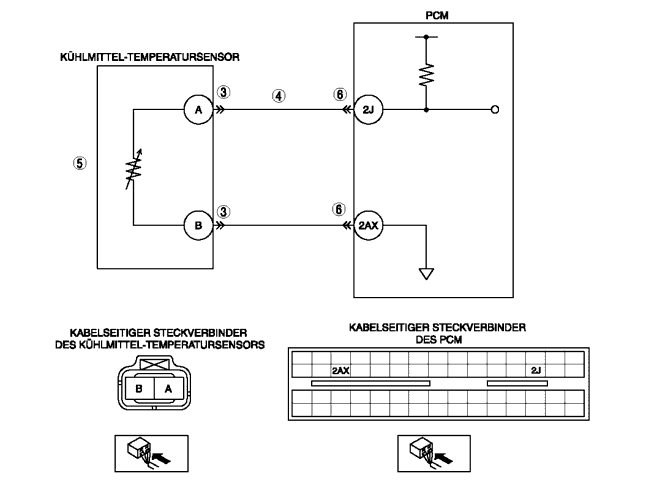 PCM
KÜHLMITTEL-TEMPERATURSENSOR
③ ④ ⑥
A 2J
⑤
③ ⑥
B 2AX
KABELSEITIGER STECKVERBINDER
DES KÜHLMITTEL-TEMPERATURSENSORS
KABELSEITIGER STECKVERBINDER
DES PCM
B A
2AX 2J